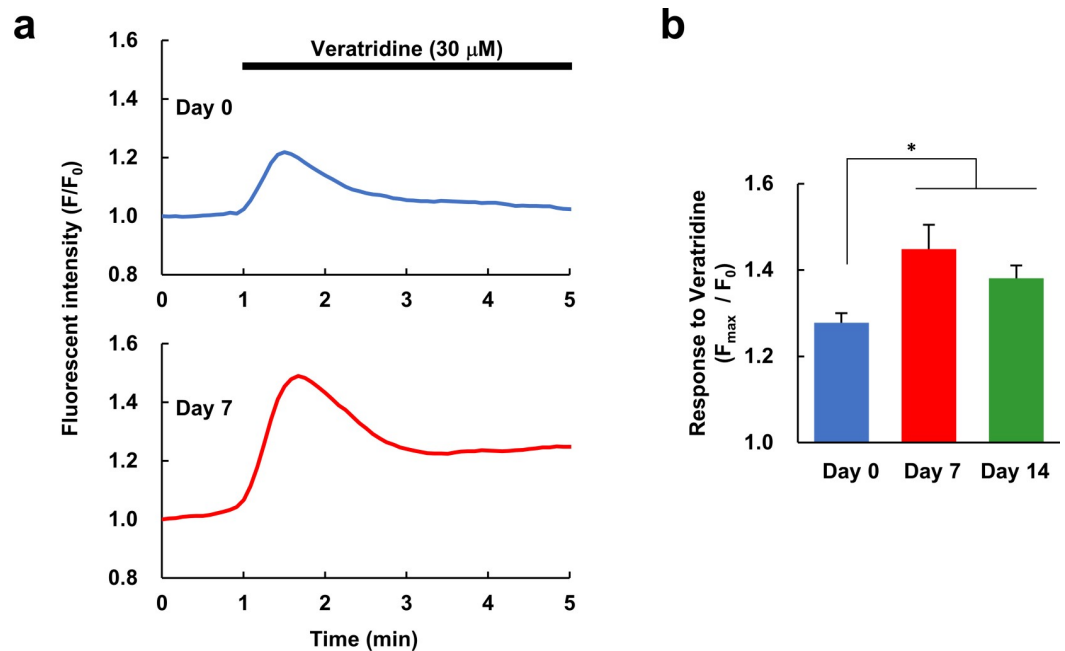 a
Veratridine (30 μM)
Day 0
1.6
1.4
1.2
1.0
0.8
0 1 2 3 4 5
Day 7
1.6
1.4
1.2
1.0
0.8
0 1 2 3 4 5
Fluorescent intensity (F/F0)
Time (min)
b
*
Response to Veratridine
(Fmax / F0)
1.6
1.4
1.2
1.0
Day 0 Day 7 Day 14